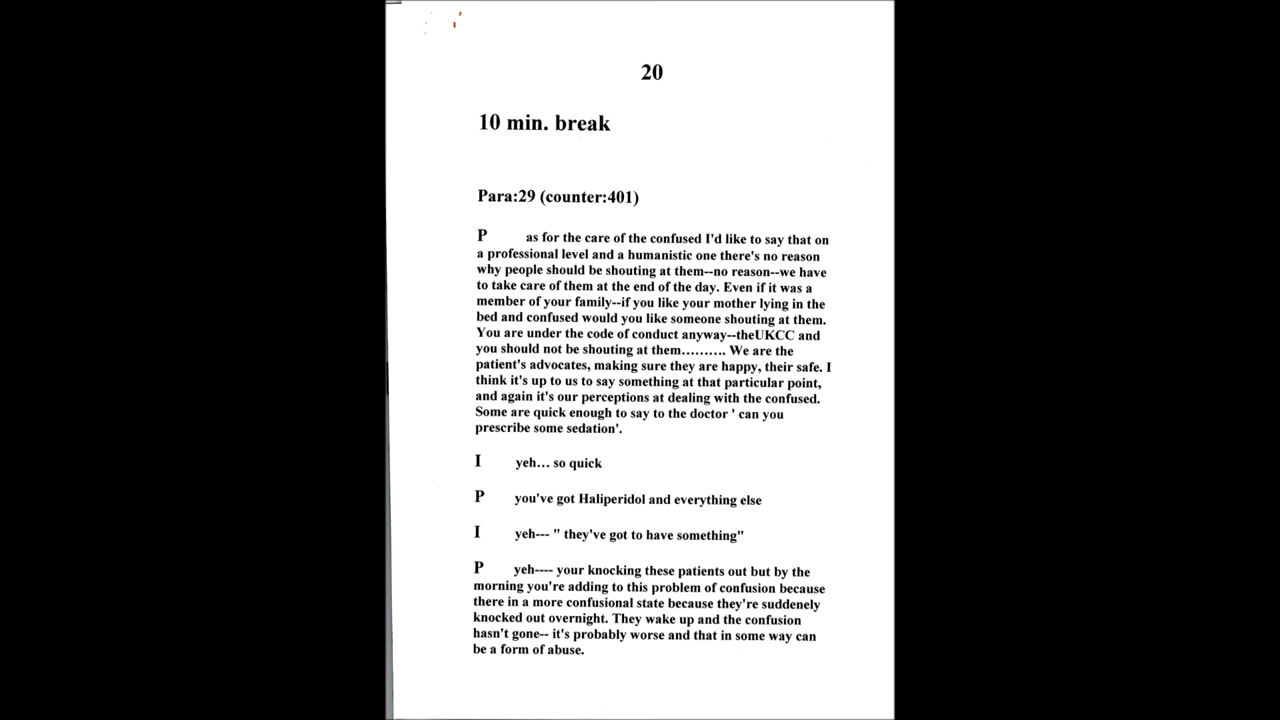 20
10 min. break
Para:29 (counter:401)
P as for the care of the confused I'd like to say that on
a professional level and a humanistic one there's no reason
why people should be shouting at them--no reason--we have
to take care of them at the end of the day. Even if it was a
member of your family--if you like your mother lying in the
bed and confused would you like someone shouting at them.
You are under the code of conduct anyway--theUKCC and
you should not be shouting at them.......... We are the
patient's advocates, making sure they are happy, their safe. I
think it's up to us to say something at that particular point,
and again it's our perceptions at dealing with the confused.
Some are quick enough to say to the doctor ' can you
prescribe some sedation'.
I yeh... so quick
P you've got Haliperidol and everything else
I yeh--- " they've got to have something"
P yeh---- your knocking these patients out but by the
morning you're adding to this problem of confusion because
there in a more confusional state because they're suddenely
knocked out overnight. They wake up and the confusion
hasn't gone-- it's probably worse and that in some way can
be a form of abuse.